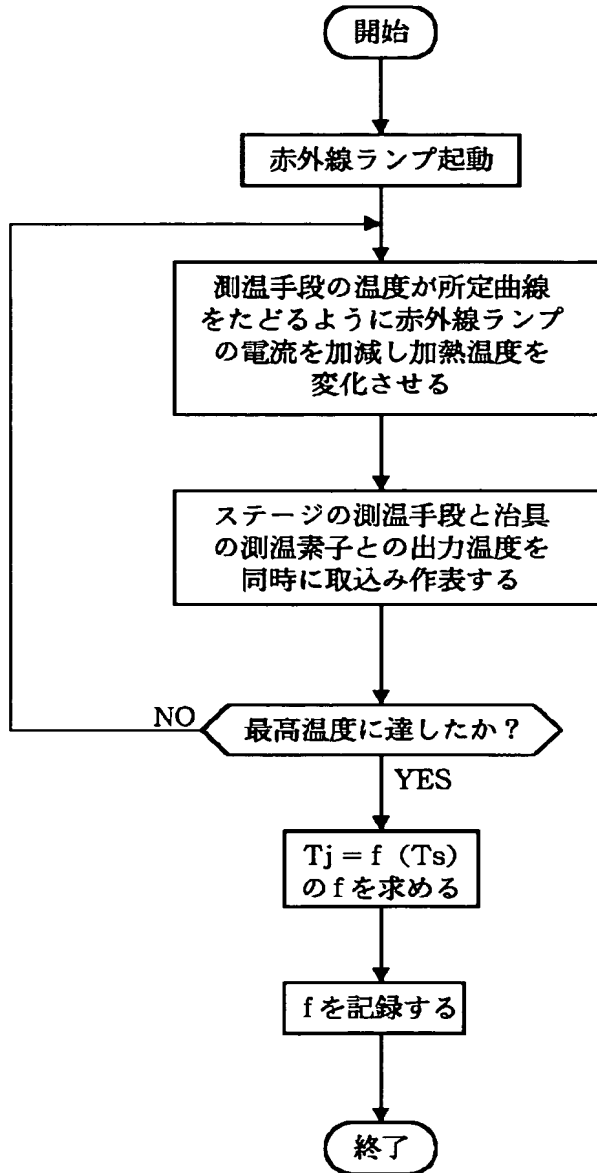 開始
赤外線ランプ起動
測温手段の温度が所定曲線
をたどるように赤外線ランプ
の電流を加減し加熱温度を
変化させる
ステージの測温手段と治具
の測温素子との出力温度を
同時に取込み作表する
最高温度に達したか?
NO
YES
Tj = f (Ts)
のfを求める
fを記録する
終了